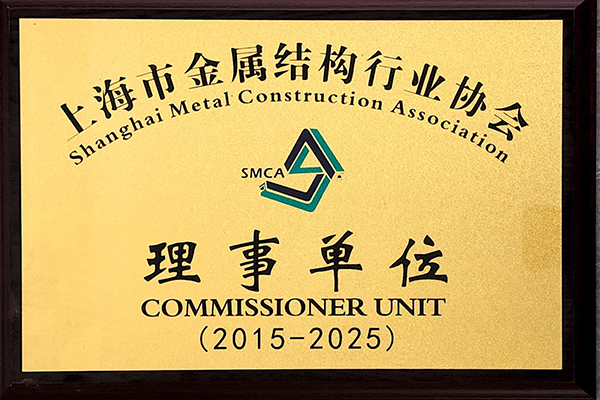 上海市金属结构行业协会
Shanghai Metal Construction Association
SMCA
理事单位
COMMISSIONER UNIT
(2015-2025)